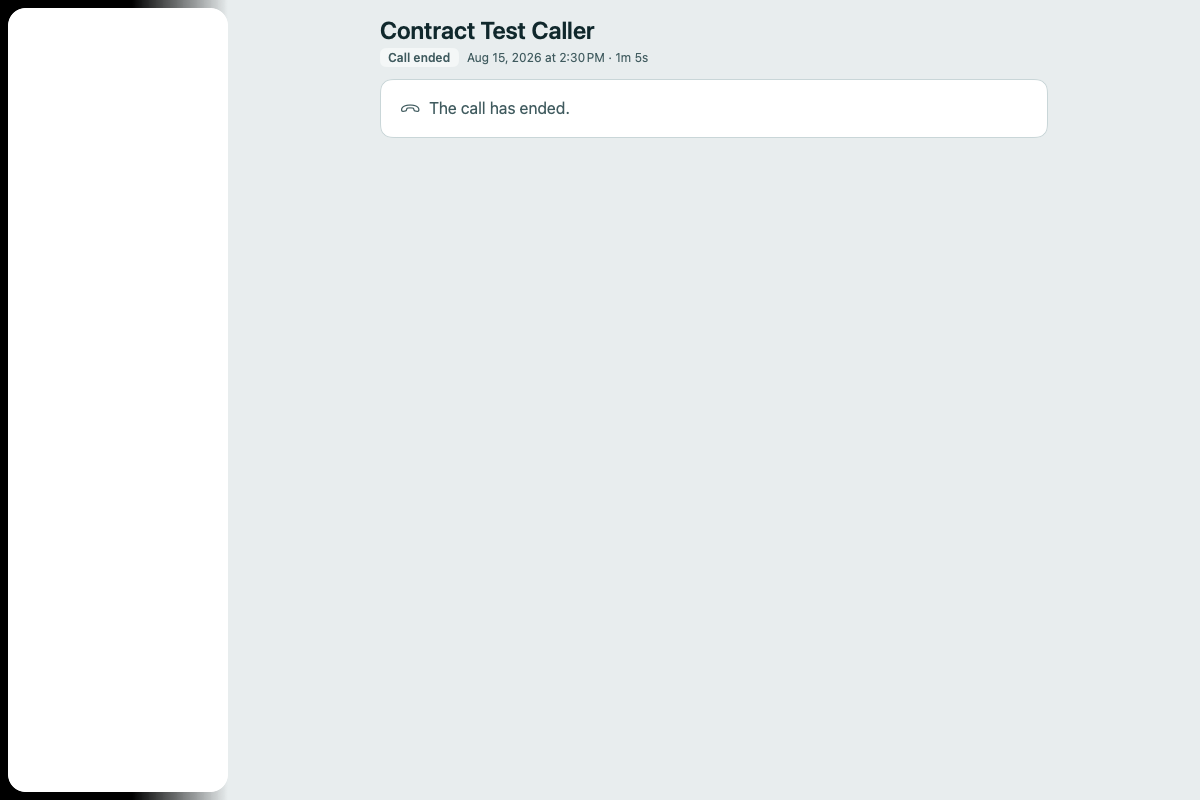 Contract Test Caller
Call ended Aug 15, 2026 at 2:30 PM · 1m 5s
The call has ended.